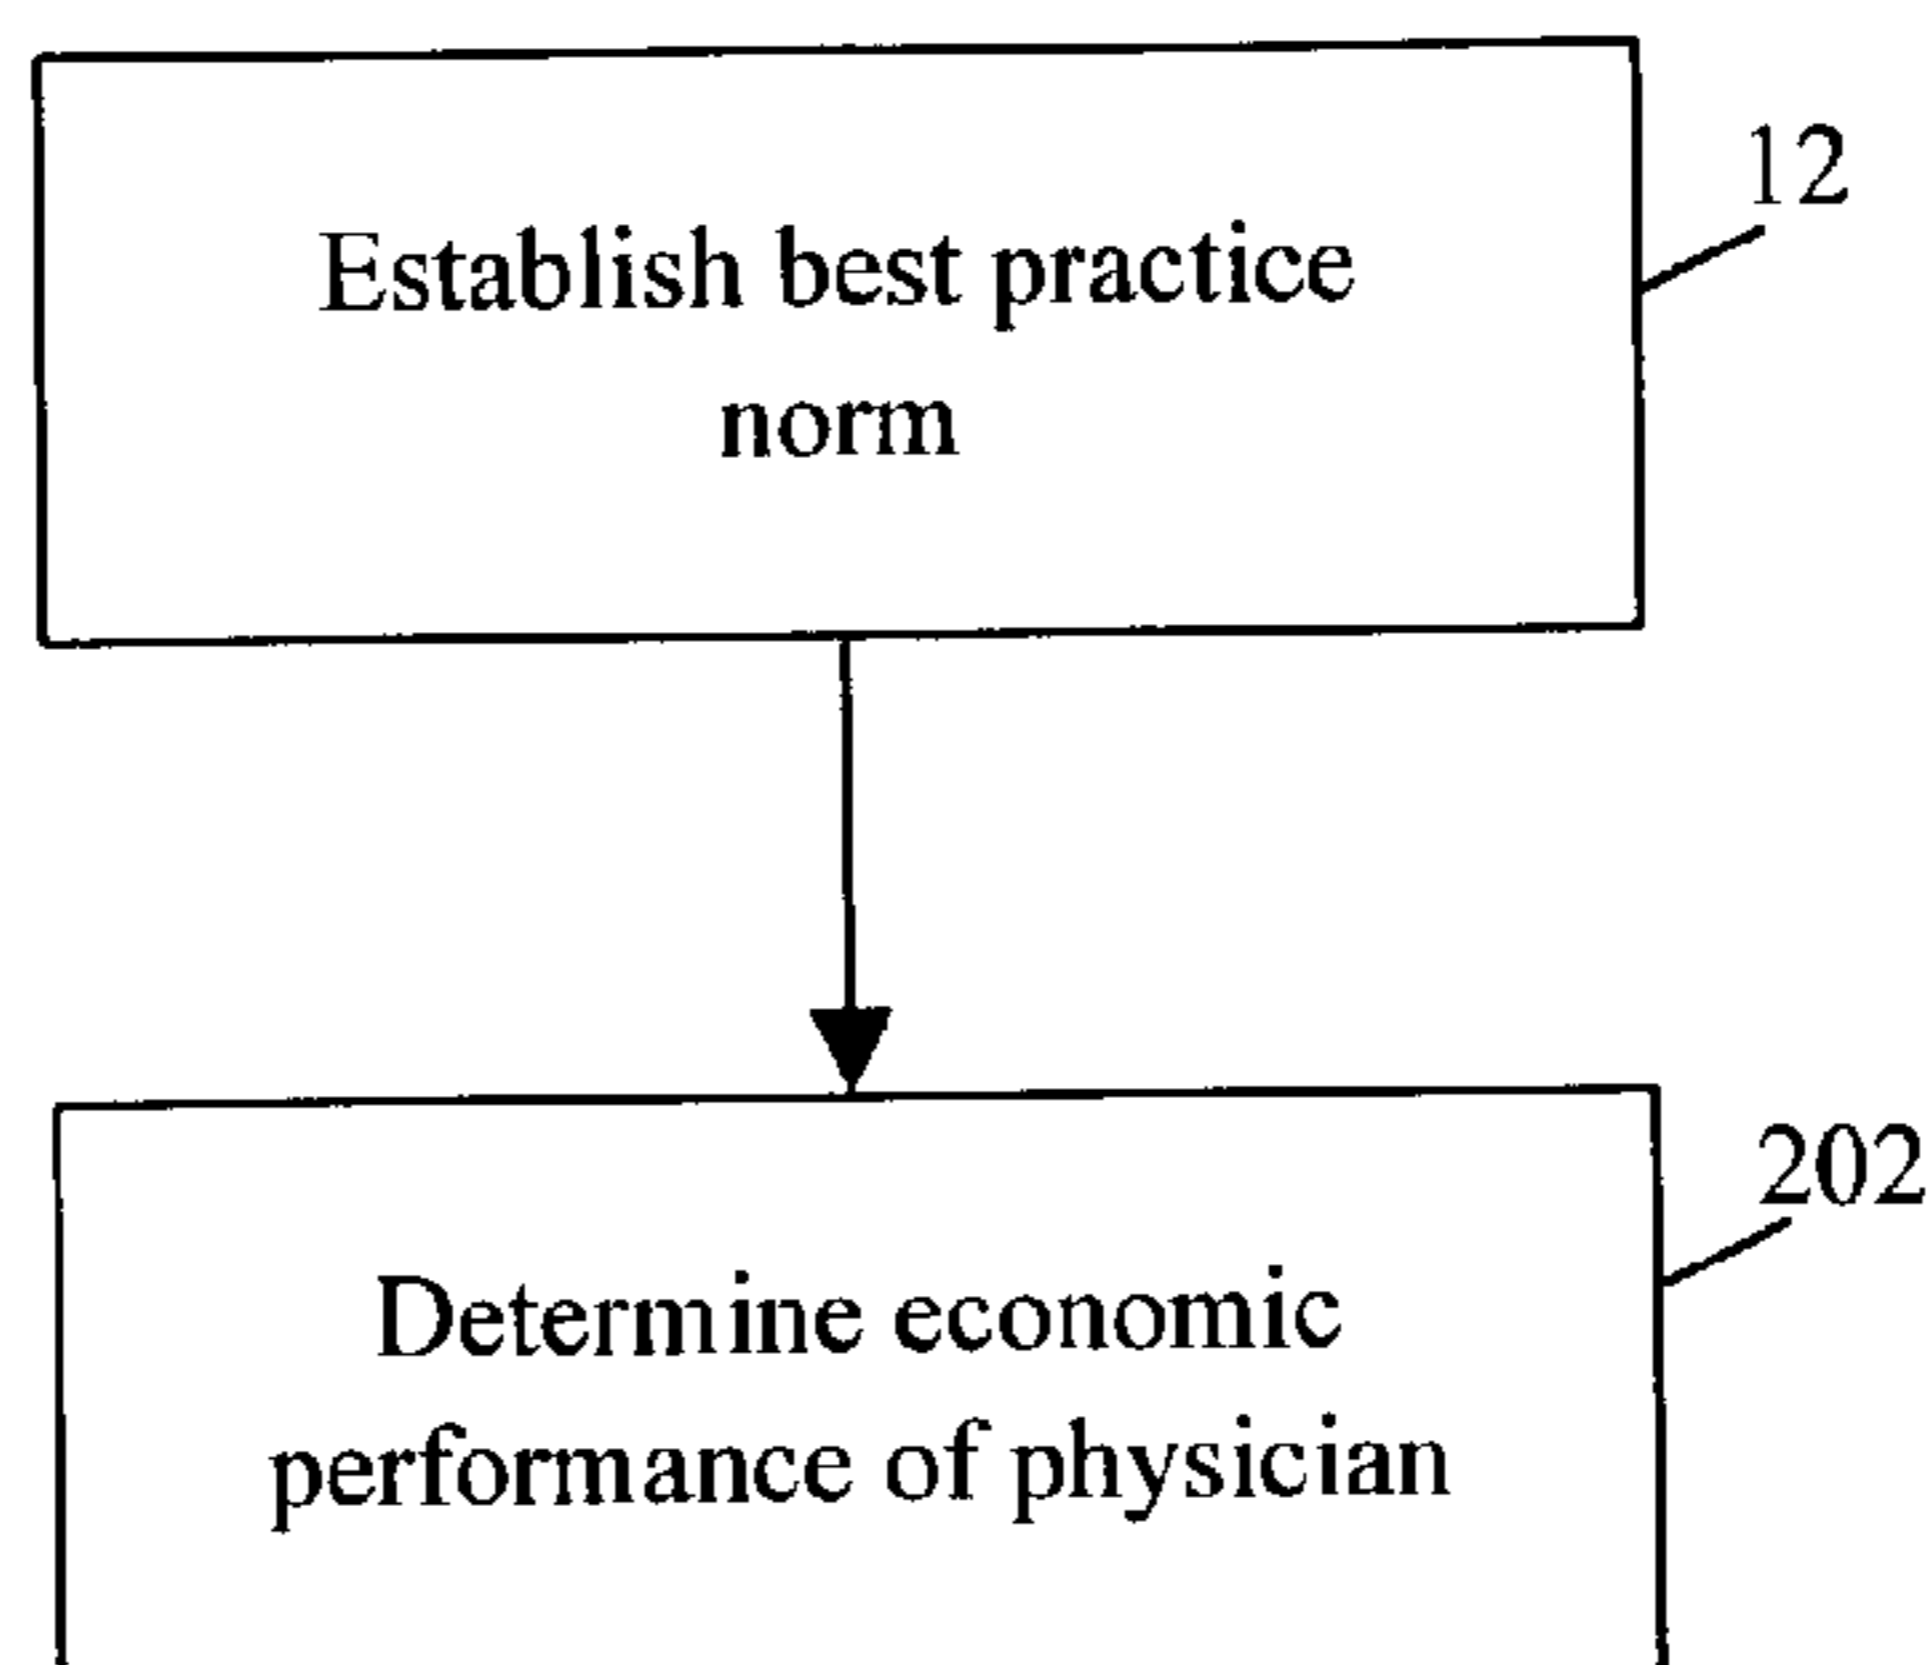 12
Establish best practice
norm
202
Determine economic
performance of physician